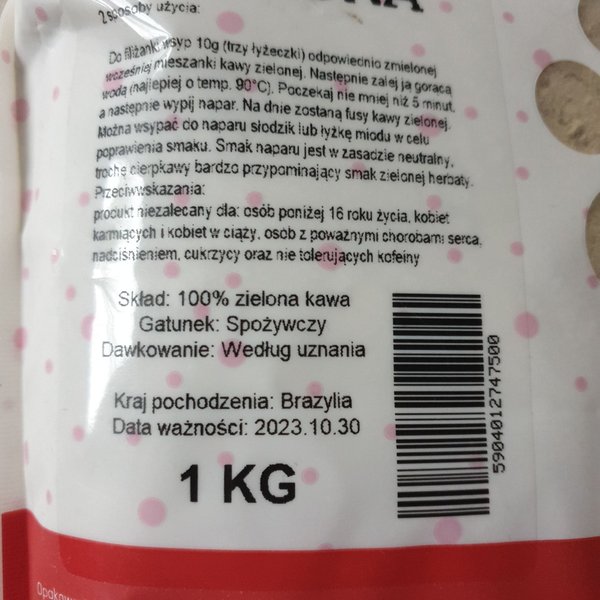 2 sposoby użycia:
Do filiżanki wsyp 10g (trzy łyżeczki) odpowiednio zmielonej
wcześniej mieszanki kawy zielonej. Następnie zalej ją gorącą
wodą (najlepiej o temp. 90°C). Poczekaj nie mniej niż 5 minut,
a następnie wypij napar. Na dnie zostaną fusy kawy zielonej.
Można wsypać do naparu słodzik lub łyżkę miodu w celu
poprawienia smaku. Smak naparu jest w zasadzie neutralny,
trochę cierpkawy bardzo przypominający smak zielonej herbaty.
Przeciwwskazania:
produkt niezalecany dla: osób poniżej 16 roku życia, kobiet
karmiących i kobiet w ciąży, osób z poważnymi chorobami serca,
nadciśnieniem, cukrzycy oraz nie tolerujących kofeiny
Skład: 100% zielona kawa
Gatunek: Spożywczy
Dawkowanie: Według uznania
Kraj pochodzenia: Brazylia
Data ważności: 2023.10.30
1 KG
5904012747500